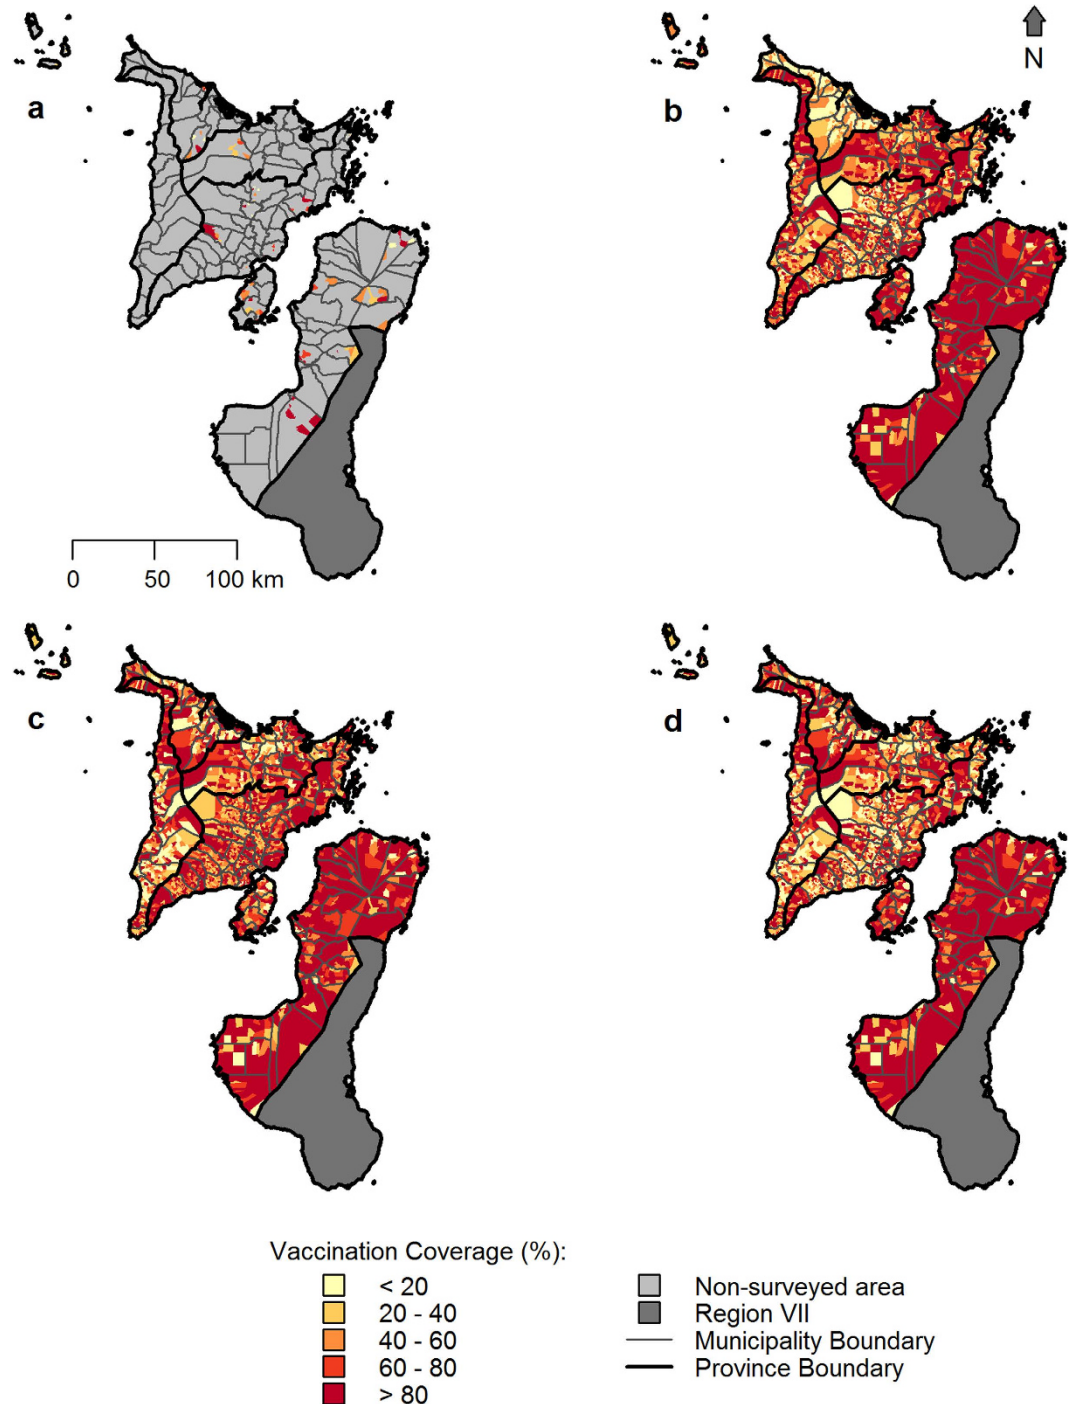 N
a
b
0 50 100 km
c
d
Vaccination Coverage (%):
< 20
20 - 40
40 - 60
60 - 80
> 80
Non-surveyed area
Region VII
Municipality Boundary
Province Boundary